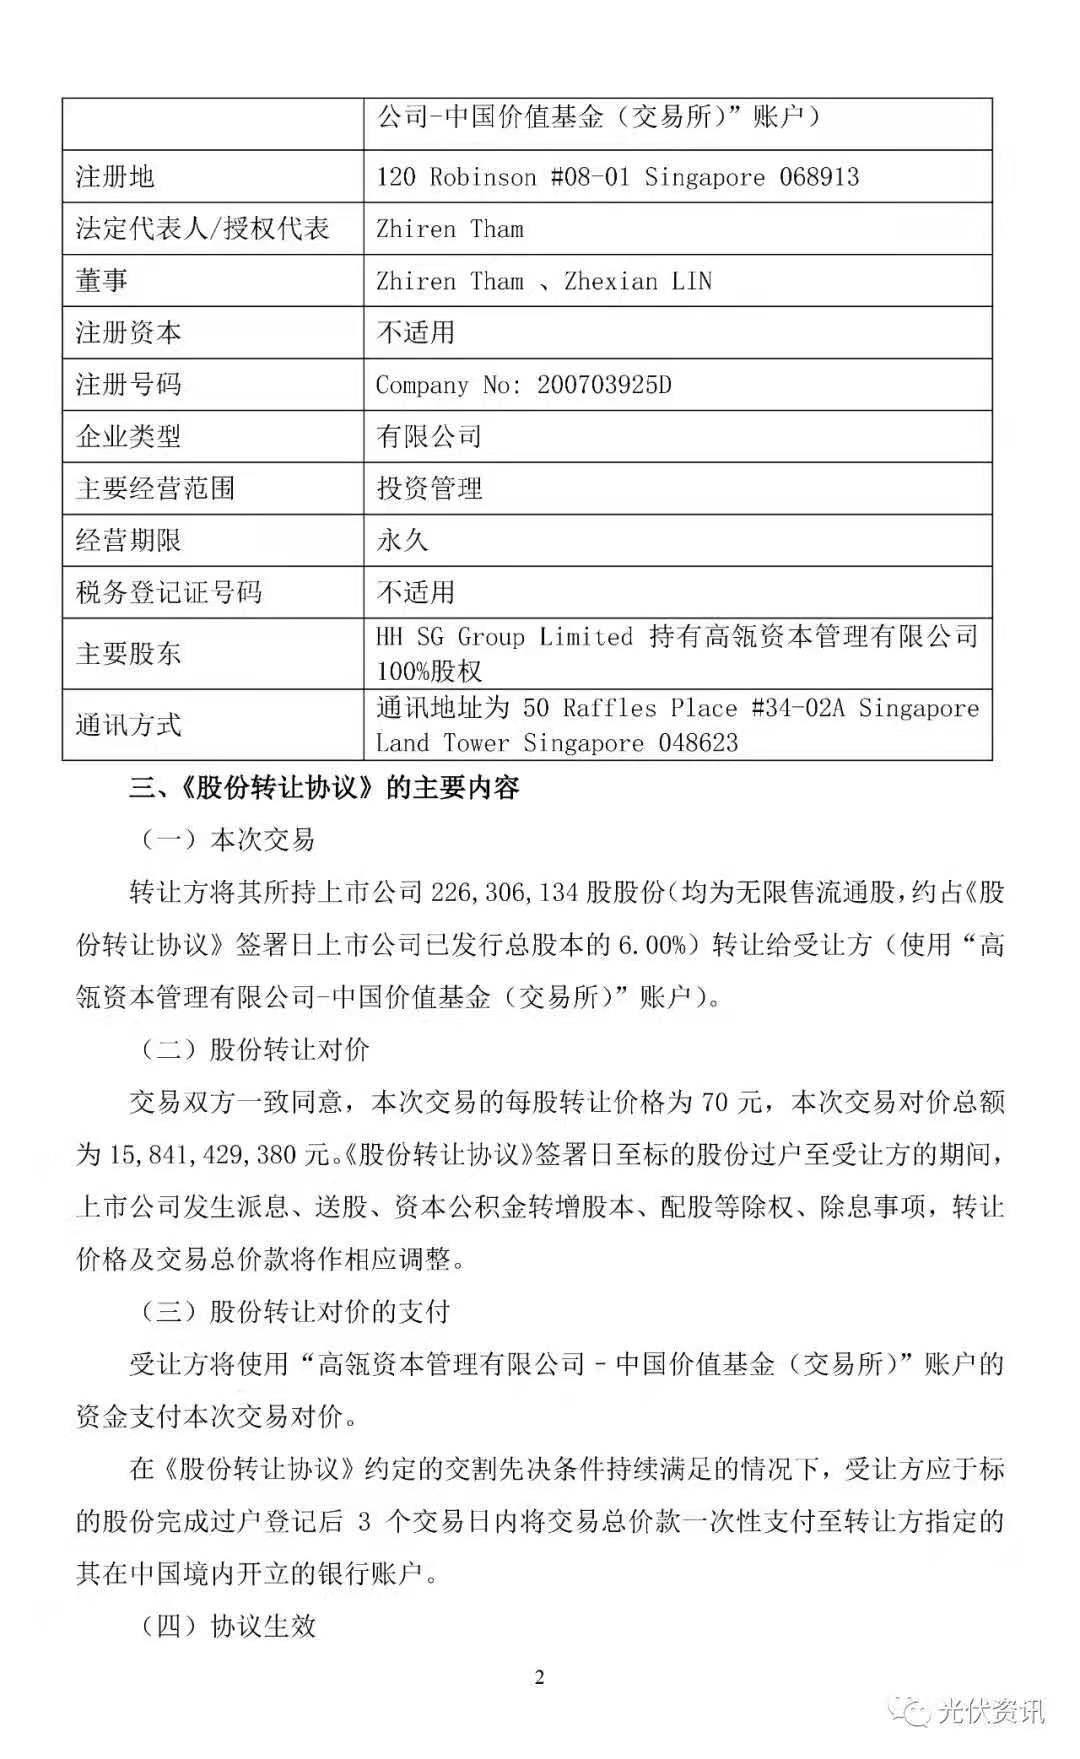 公司-中国价值基金（交易所）”账户）
注册地 120 Robinson #08-01 Singapore 068913
法定代表人/授权代表 Zhiren Tham
董事 Zhiren Tham 、Zhexian LIN
注册资本 不适用
注册号码 Company No: 200703925D
企业类型 有限公司
主要经营范围 投资管理
经营期限 永久
税务登记证号码 不适用
主要股东 HH SG Group Limited 持有高瓴资本管理有限公司
100%股权
通讯方式 通讯地址为 50 Raffles Place #34-02A Singapore
Land Tower Singapore 048623
三、《股份转让协议》的主要内容
（一）本次交易
转让方将其所持上市公司 226,306,134 股股份（均为无限售流通股，约占《股
份转让协议》签署日上市公司已发行总股本的 6.00%）转让给受让方（使用“高
瓴资本管理有限公司-中国价值基金（交易所）”账户）。
（二）股份转让对价
交易双方一致同意，本次交易的每股转让价格为 70 元，本次交易对价总额
为 15,841,429,380 元。《股份转让协议》签署日至标的股份过户至受让方的期间，
上市公司发生派息、送股、资本公积金转增股本、配股等除权、除息事项，转让
价格及交易总价款将作相应调整。
（三）股份转让对价的支付
受让方将使用“高瓴资本管理有限公司–中国价值基金（交易所）”账户的
资金支付本次交易对价。
在《股份转让协议》约定的交割先决条件持续满足的情况下，受让方应于标
的股份完成过户登记后 3 个交易日内将交易总价款一次性支付至转让方指定的
其在中国境内开立的银行账户。
（四）协议生效
2
光伏资讯